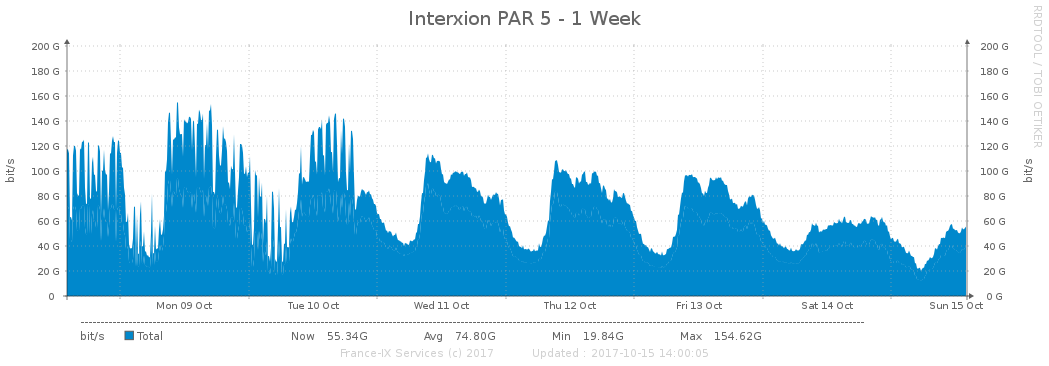 Interxion PAR 5 - 1 Week
RRDTOOL / TOBI OETIKER
200 G 200 G
180 G 180 G
160 G 160 G
140 G 140 G
120 G 120 G
100 G 100 G
80 G 80 G
60 G 60 G
40 G 40 G
20 G 20 G
0 0 G
bit/s
bit/s
Mon 09 Oct Tue 10 Oct Wed 11 Oct Thu 12 Oct Fri 13 Oct Sat 14 Oct Sun 15 Oct
bit/s Total Now 55.34G Avg 74.80G Min 19.84G Max 154.62G
France-IX Services (c) 2017 Updated : 2017-10-15 14:00:05